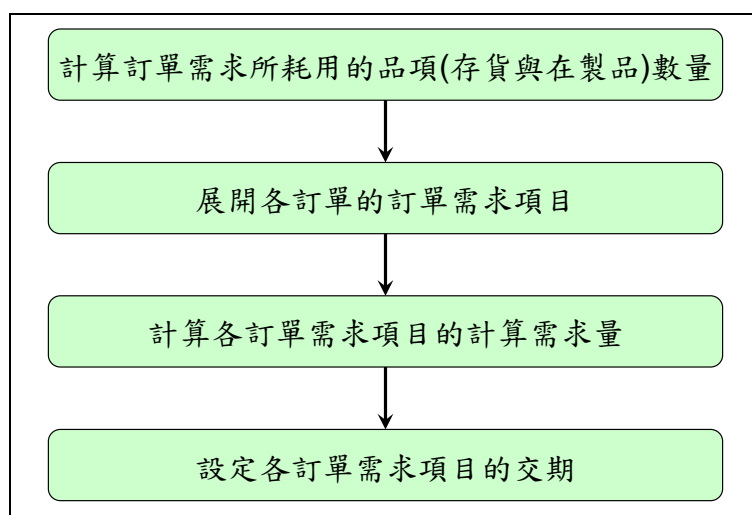 計算訂單需求所耗用的品項(存貨與在製品)數量
展開各訂單的訂單需求項目
計算各訂單需求項目的計算需求量
設定各訂單需求項目的交期